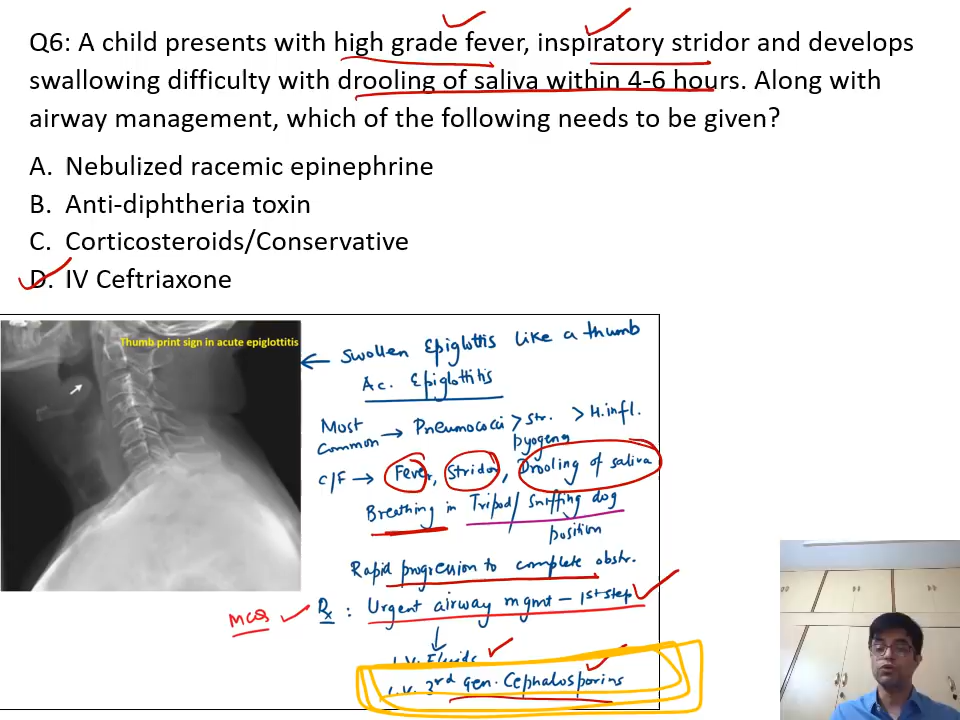 Q6: A child presents with high grade fever, inspiratory stridor and develops
swallowing difficulty with drooling of saliva within 4-6 hours. Along with
airway management, which of the following needs to be given?
A. Nebulized racemic epinephrine
B. Anti-diphtheria toxin
C. Corticosteroids/Conservative
D. IV Ceftriaxone
Thumb print sign in acute epiglottitis
← Swollen Epiglottis like a thumb
Ac. Epiglottitis
Most common → Pneumococci > Str. pyogens > H.infl.
C/F → Fever, Stridor, Drooling of saliva
Breathing in Tripod/ Sniffing dog
position
Rapid progression to complete obstr.
MCQs Rx : Urgent airway mgmt – 1st step
↓
I.V. Fluids
I.V. 3rd gen. Cephalosporins